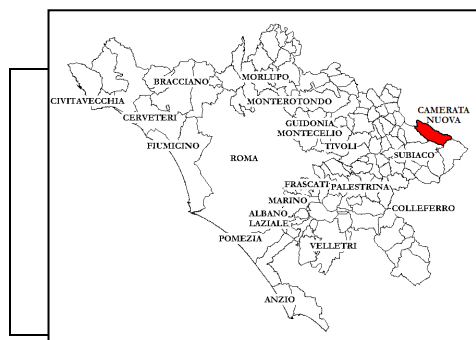 MORLUPO
BRACCIANO
CIVITAVECCHIA
MONTEROTONDO
CAMERATA
NUOVA
CERVETERI
GUIDONIA
MONTECELIO
FIUMICINO
TIVOLI
ROMA
SUBIACO
FRASCATI
PALESTRINA
MARINO
COLLEFERRO
ALBANO
LAZIALE
POMEZIA
VELLETRI
ANZIO